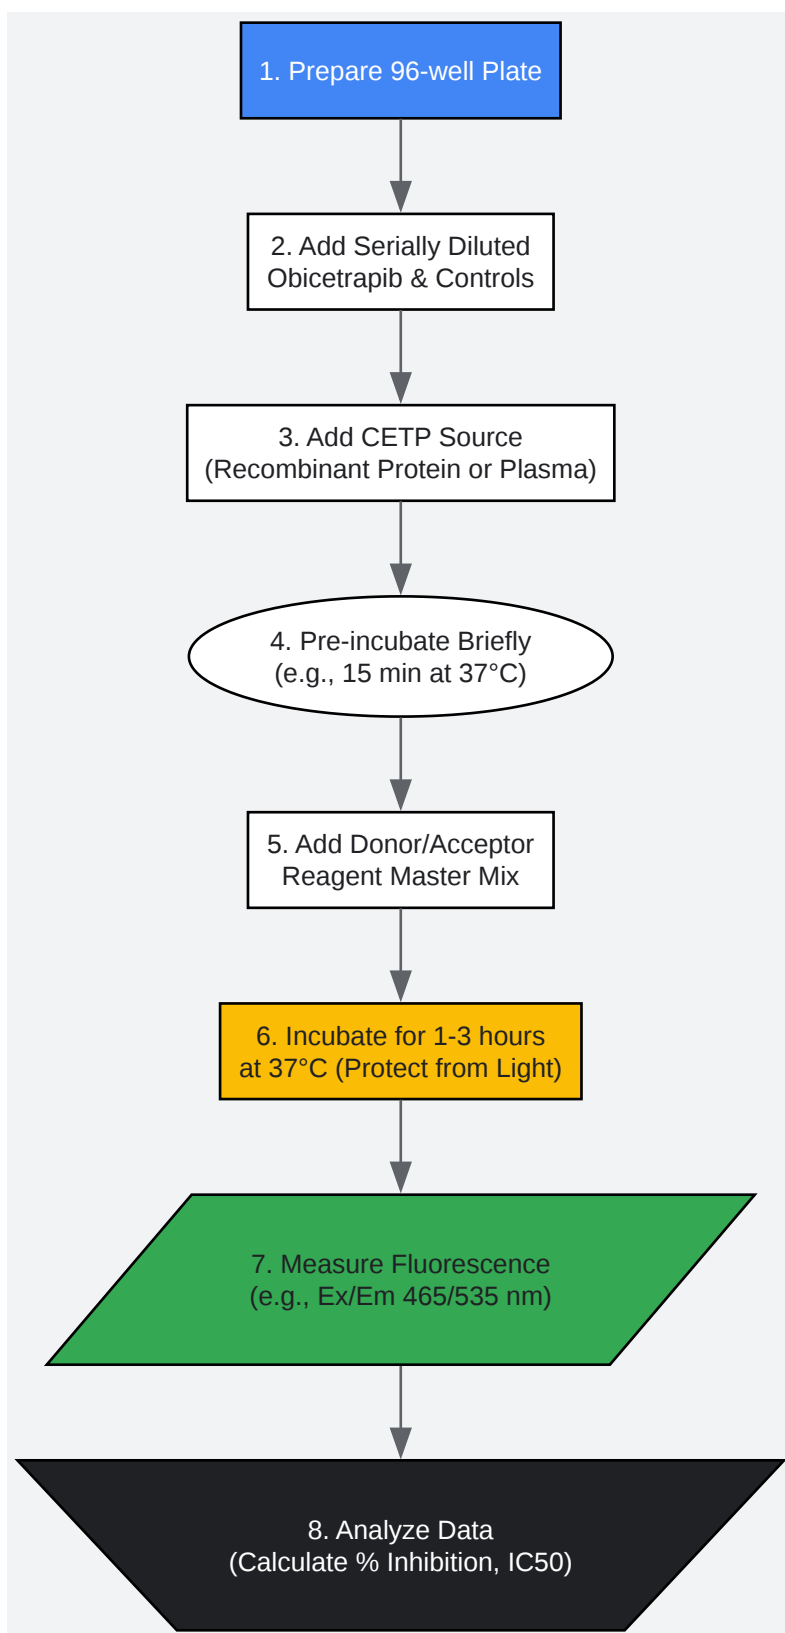 1. Prepare 96-well Plate
2. Add Serially Diluted
Obicetrapib & Controls
3. Add CETP Source
(Recombinant Protein or Plasma)
4. Pre-incubate Briefly
(e.g., 15 min at 37°C)
5. Add Donor/Acceptor
Reagent Master Mix
6. Incubate for 1-3 hours
at 37°C (Protect from Light)
7. Measure Fluorescence
(e.g., Ex/Em 465/535 nm)
8. Analyze Data
(Calculate % Inhibition, IC50)